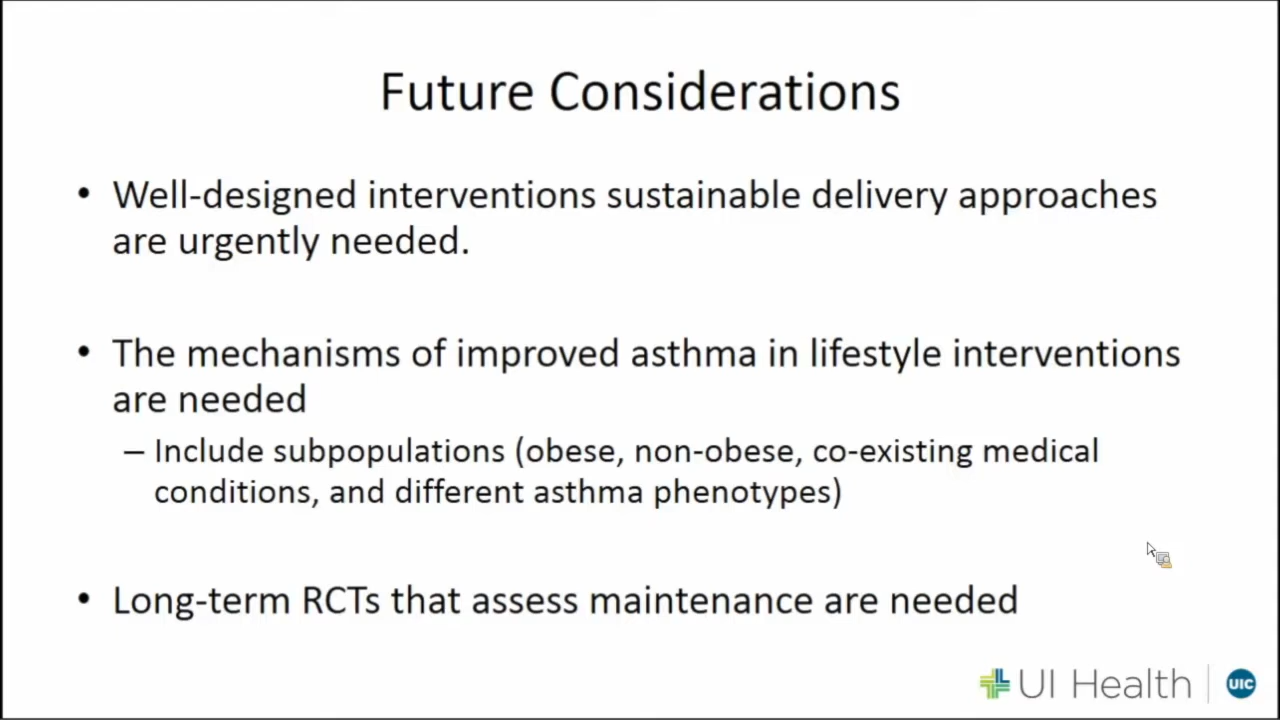 Future Considerations
• Well-designed interventions sustainable delivery approaches
are urgently needed.
• The mechanisms of improved asthma in lifestyle interventions
are needed
– Include subpopulations (obese, non-obese, co-existing medical
conditions, and different asthma phenotypes)
• Long-term RCTs that assess maintenance are needed
UI Health UIC